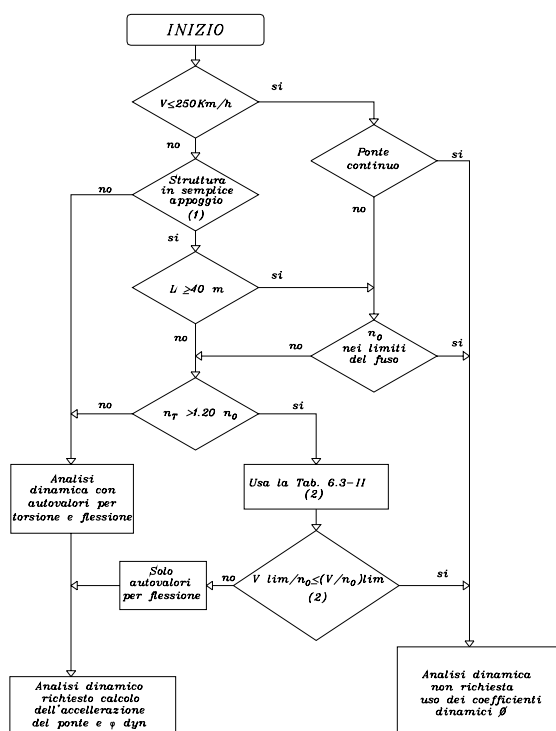 INIZIO
si
V≤250Km/h
no
Ponte
continuo
si
no
Struttura
in semplice
appoggio
(1)
no
si
si
L ≥40 m
no
n₀
nei limiti
del fuso
no
si
no
n_T >1.20 n₀
si
Analisi
dinamica con
autovalori per
torsione e flessione
Usa la Tab. 6.3-II
(2)
Solo
autovalori
per flessione
no
V lim/n₀≤(V/n₀)lim
(2)
si
Analisi dinamico
richiesto calcolo
dell'accellerazione
del ponte e φ dyn
Analisi dinamica
non richiesta
uso dei coefficienti
dinamici Ø